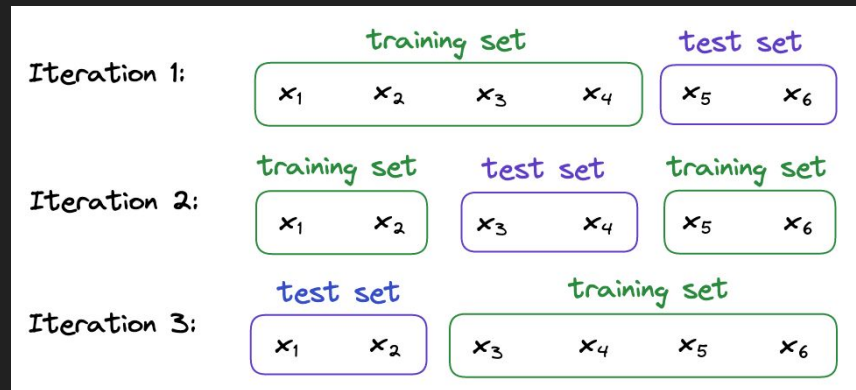 training set test set
Iteration 1: x₁ x₂ x₃ x₄ x₅ x₆
training set test set training set
Iteration 2: x₁ x₂ x₃ x₄ x₅ x₆
test set training set
Iteration 3: x₁ x₂ x₃ x₄ x₅ x₆